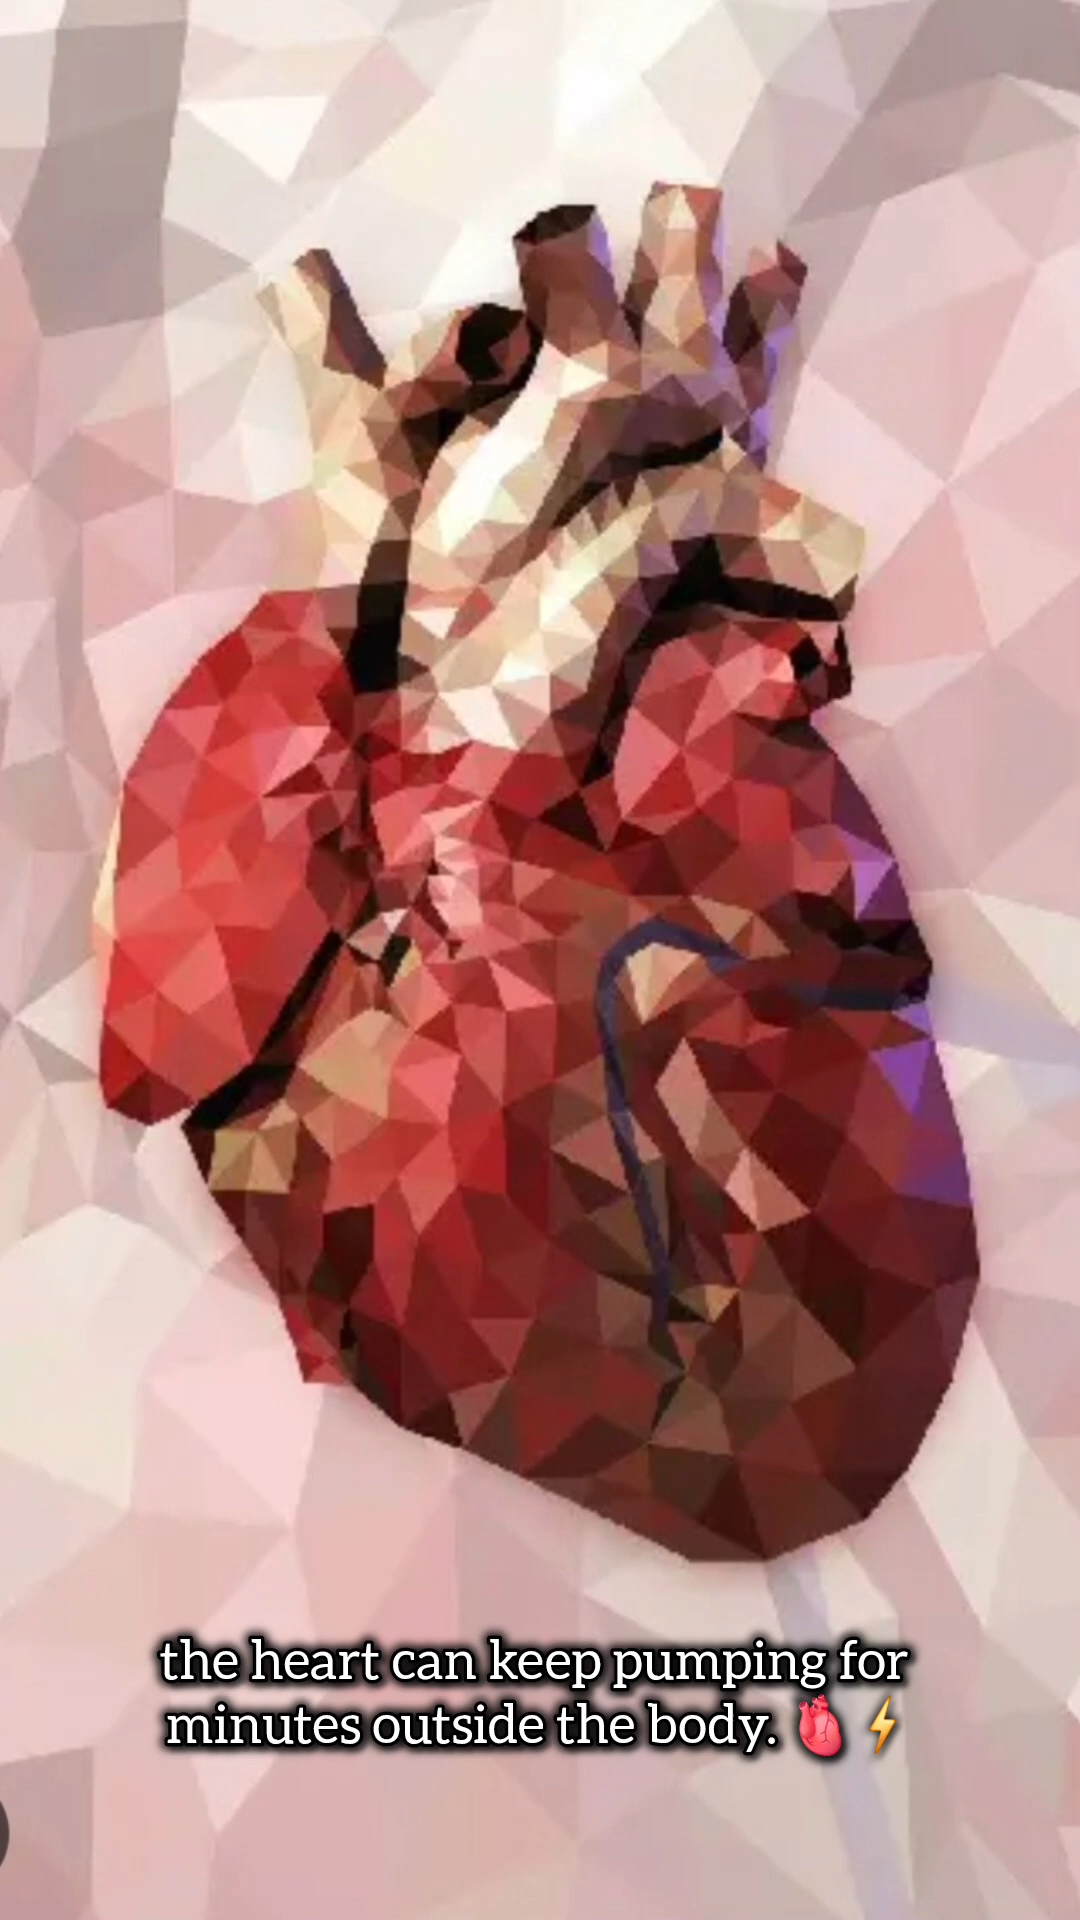 the heart can keep pumping for
minutes outside the body. 🫀⚡